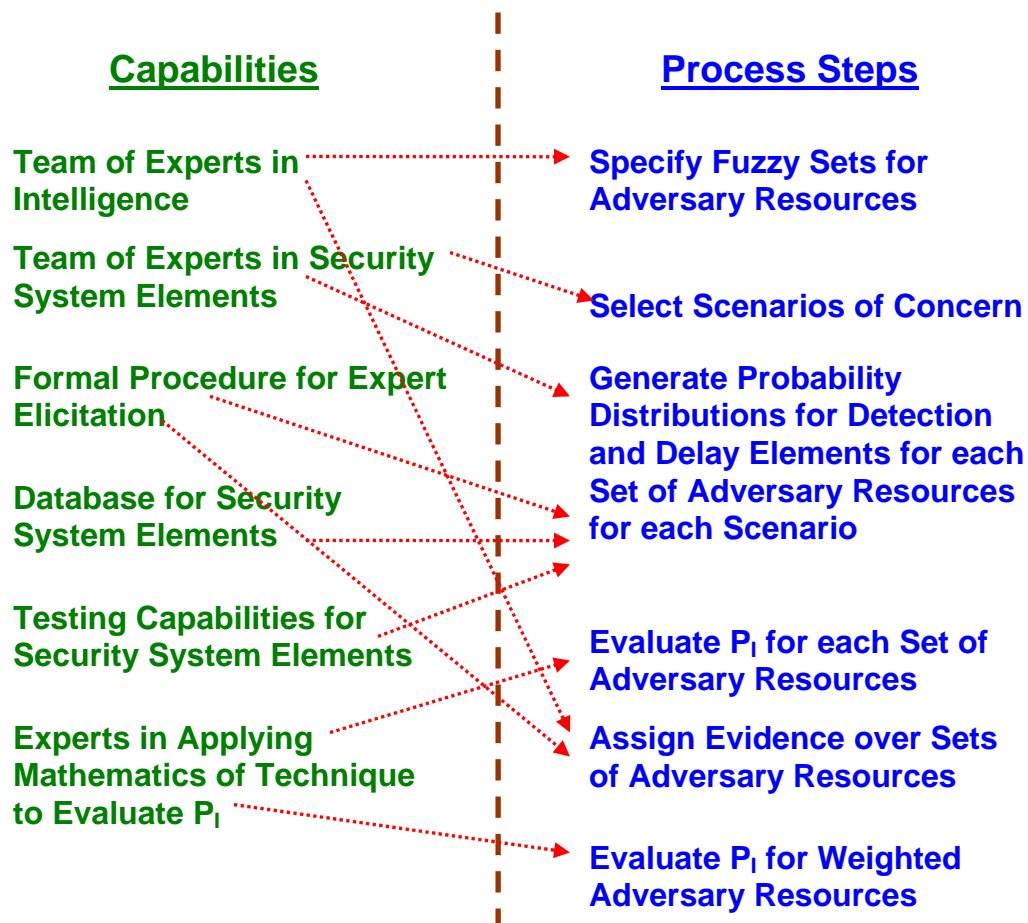 Capabilities
Team of Experts in
Intelligence
Team of Experts in Security
System Elements
Formal Procedure for Expert
Elicitation
Database for Security
System Elements
Testing Capabilities for
Security System Elements
Experts in Applying
Mathematics of Technique
to Evaluate PI
Process Steps
Specify Fuzzy Sets for
Adversary Resources
Select Scenarios of Concern
Generate Probability
Distributions for Detection
and Delay Elements for each
Set of Adversary Resources
for each Scenario
Evaluate PI for each Set of
Adversary Resources
Assign Evidence over Sets
of Adversary Resources
Evaluate PI for Weighted
Adversary Resources